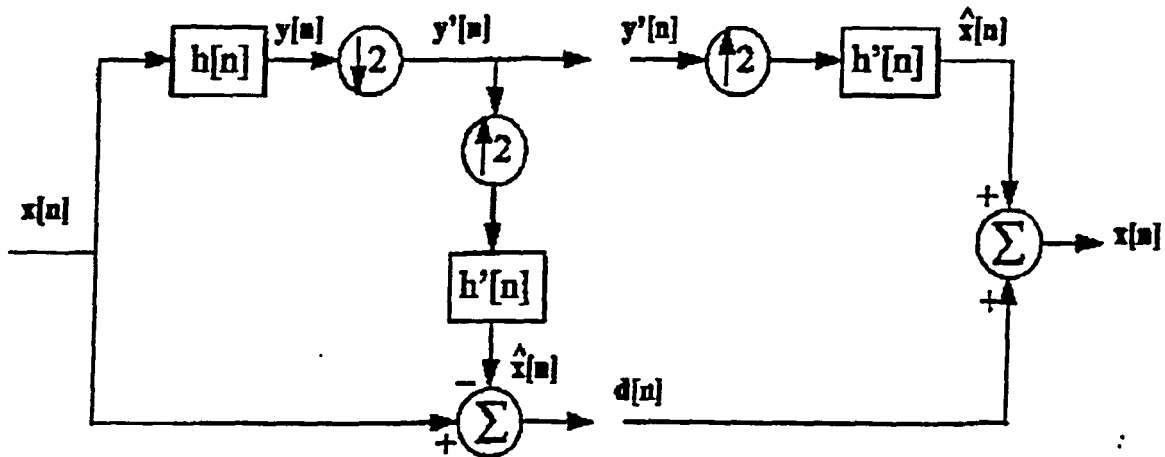 h[n] y[n] ↓2 y'[n] y'[n] ↑2 h'[n] x̂[n]
↑2
x[n]
+
Σ x[n]
+
h'[n]
- x̂[n]
d[n]
+ Σ